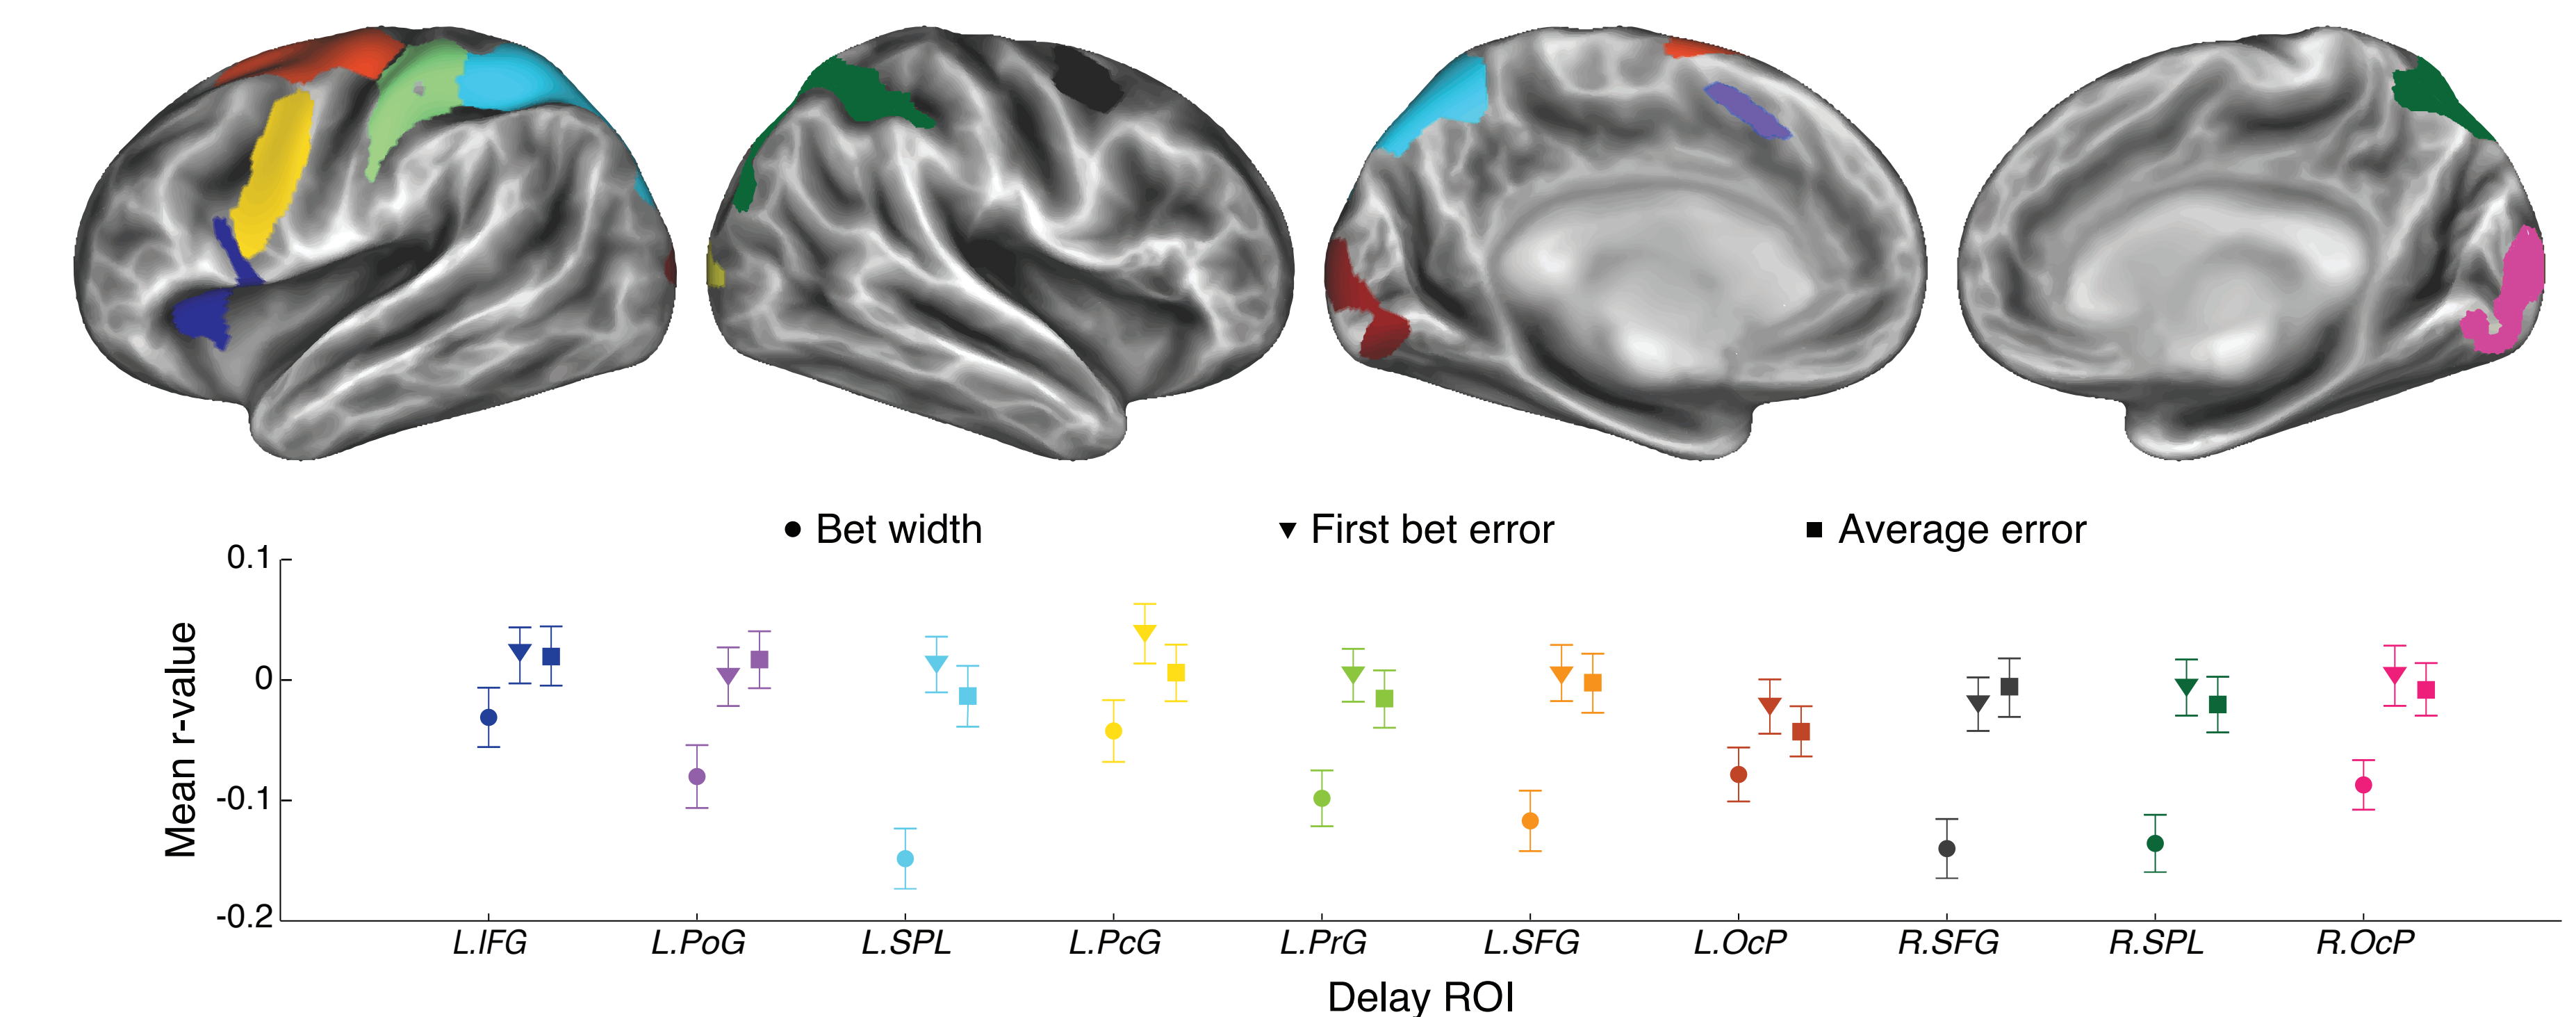 Bet width
First bet error
Average error
0.1
0
-0.1
-0.2
Mean r-value
L.IFG
L.PoG
L.SPL
L.PcG
L.PrG
L.SFG
L.OcP
R.SFG
R.SPL
R.OcP
Delay ROI